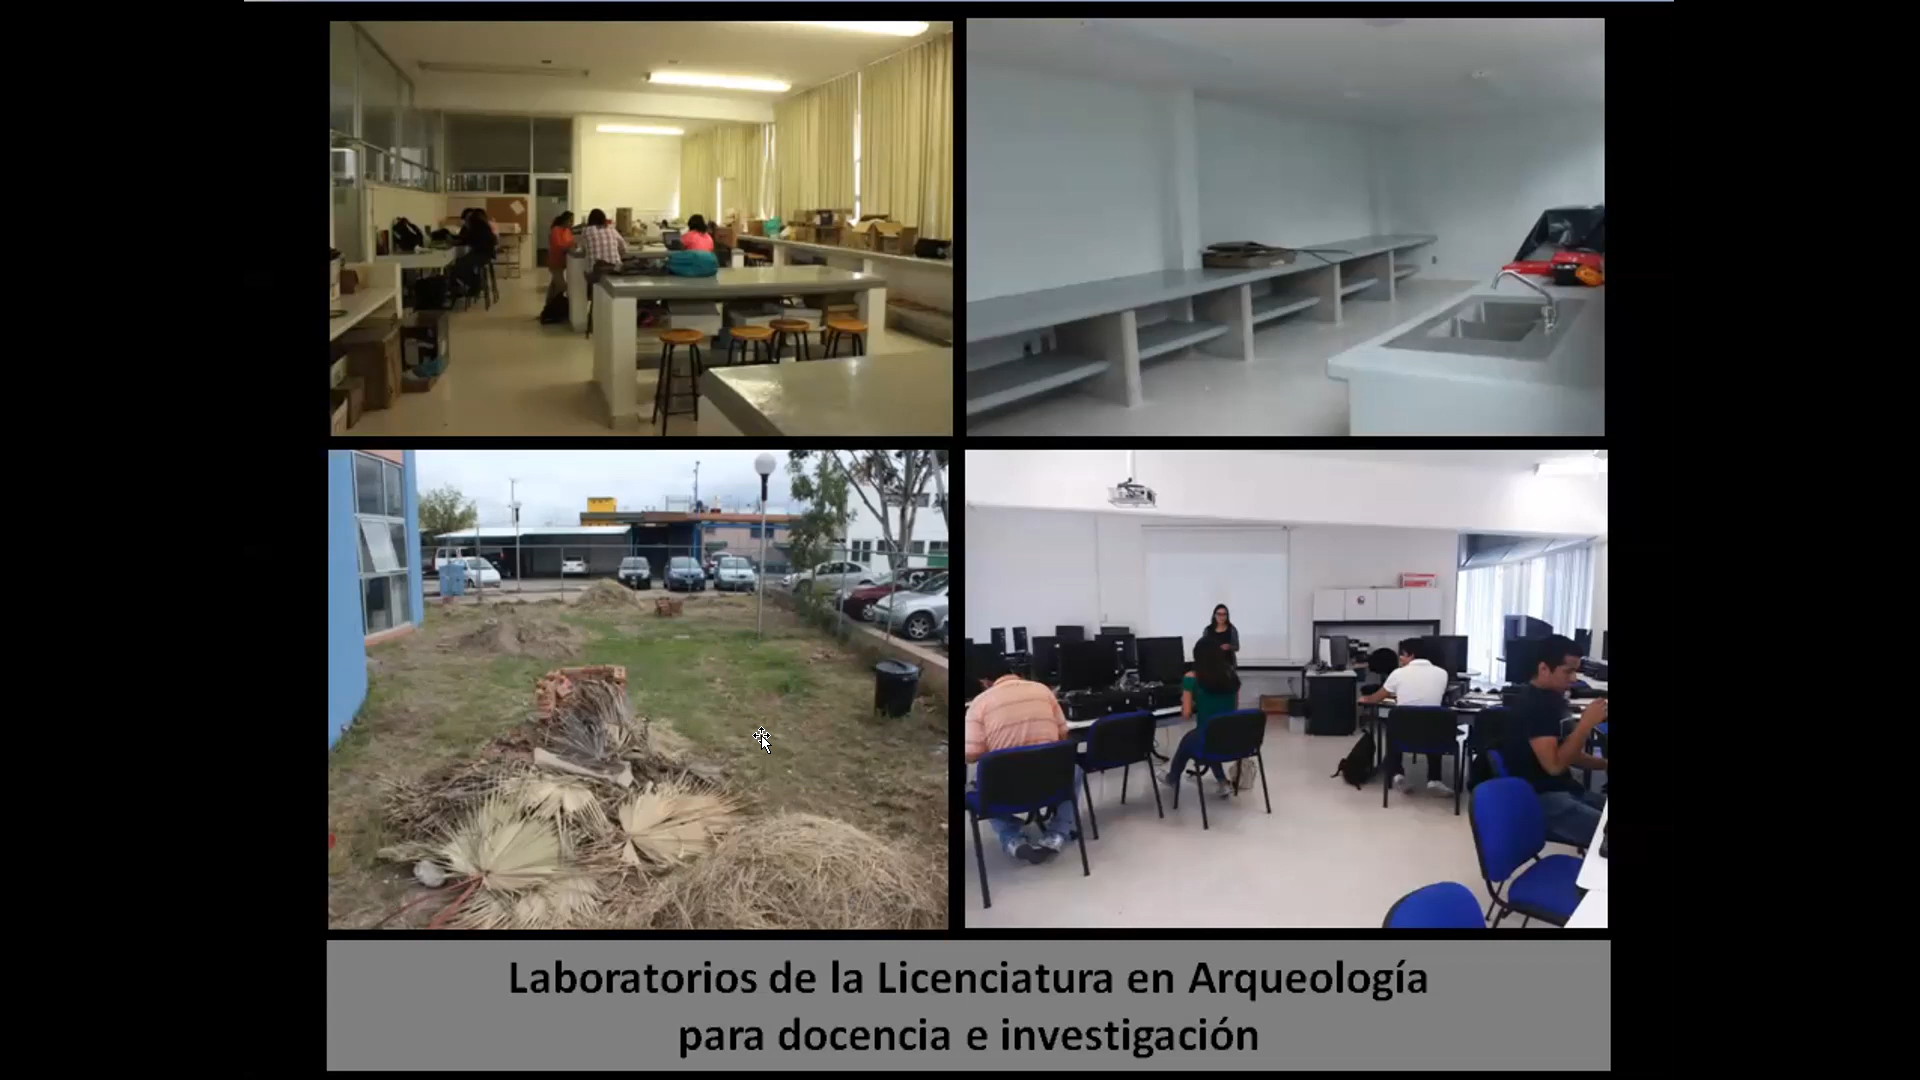 Laboratorios de la Licenciatura en Arqueología
para docencia e investigación